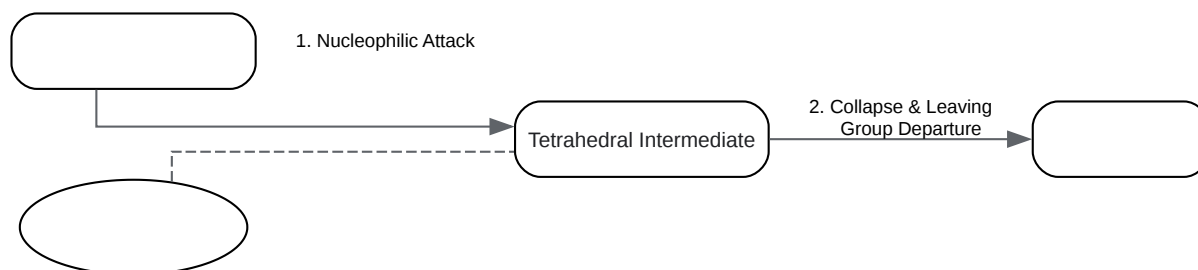 1. Nucleophilic Attack
Tetrahedral Intermediate
2. Collapse & Leaving
Group Departure